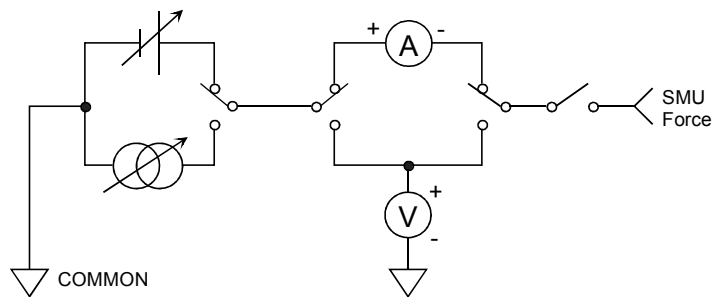 + A -
SMU
Force
+
V
-
COMMON